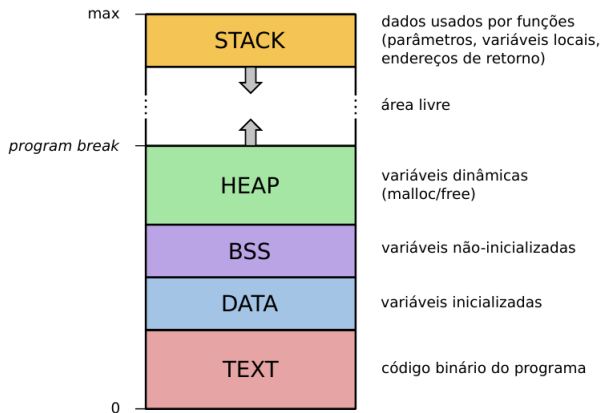 max
STACK
dados usados por funções
(parâmetros, variáveis locais,
endereços de retorno)
área livre
program break
HEAP
variáveis dinâmicas
(malloc/free)
BSS
variáveis não-inicializadas
DATA
variáveis inicializadas
TEXT
código binário do programa
0